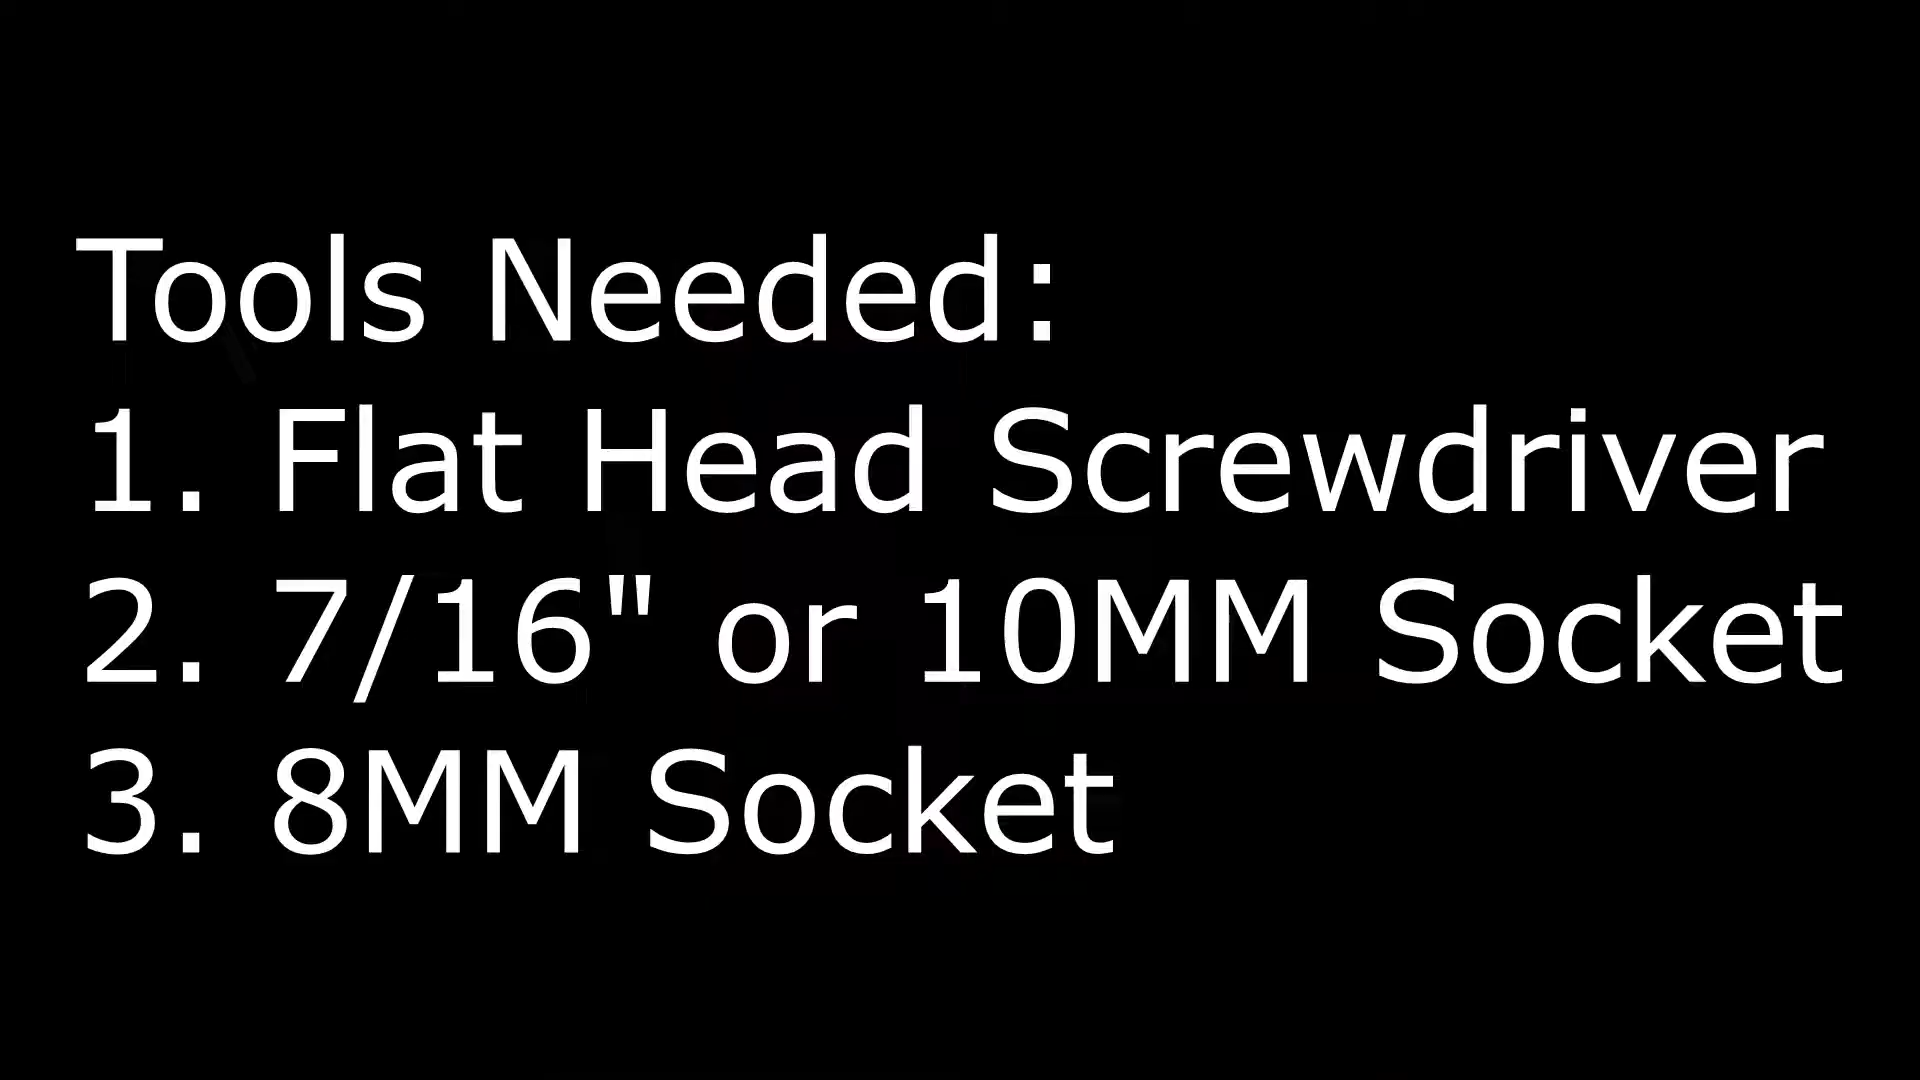 Tools Needed:
1. Flat Head Screwdriver
2. 7/16" or 10MM Socket
3. 8MM Socket